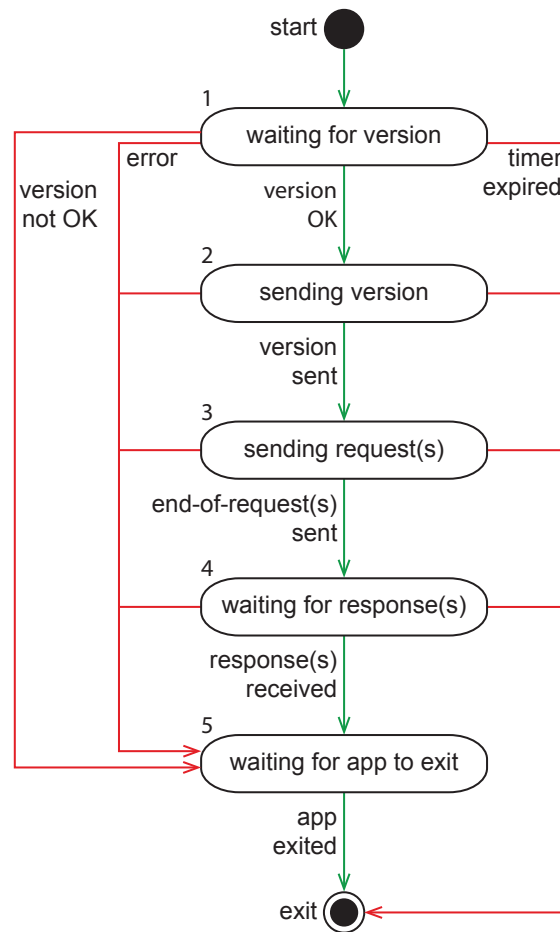 start
1
waiting for version
error
timer
expired
version
not OK
version
OK
2
sending version
version
sent
3
sending request(s)
end-of-request(s)
sent
4
waiting for response(s)
response(s)
received
5
waiting for app to exit
app
exited
exit